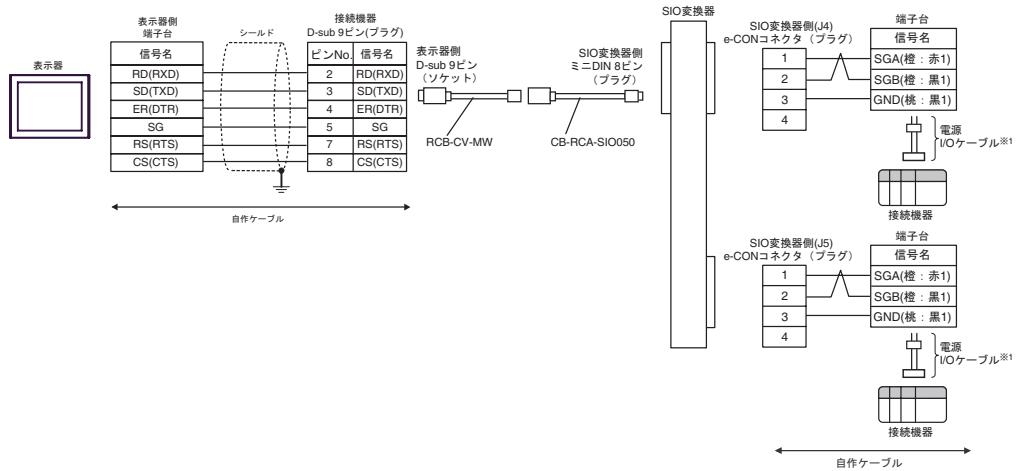 表示器
表示器側
端子台
信号名
RD(RXD)
SD(TXD)
ER(DTR)
SG
RS(RTS)
CS(CTS)
シールド
接続機器
D-sub 9ピン(プラグ)
ピンNo. 信号名
2 RD(RXD)
3 SD(TXD)
4 ER(DTR)
5 SG
7 RS(RTS)
8 CS(CTS)
自作ケーブル
表示器側
D-sub 9ピン
(ソケット)
RCB-CV-MW
SIO変換器側
ミニDIN 8ピン
(プラグ)
CB-RCA-SIO050
SIO変換器
SIO変換器側(J4)
e-CONコネクタ(プラグ)
1
2
3
4
端子台
信号名
SGA(橙:赤1)
SGB(橙:黒1)
GND(桃:黒1)
電源
I/Oケーブル※1
接続機器
SIO変換器側(J5)
e-CONコネクタ(プラグ)
1
2
3
4
端子台
信号名
SGA(橙:赤1)
SGB(橙:黒1)
GND(桃:黒1)
電源
I/Oケーブル※1
接続機器
自作ケーブル